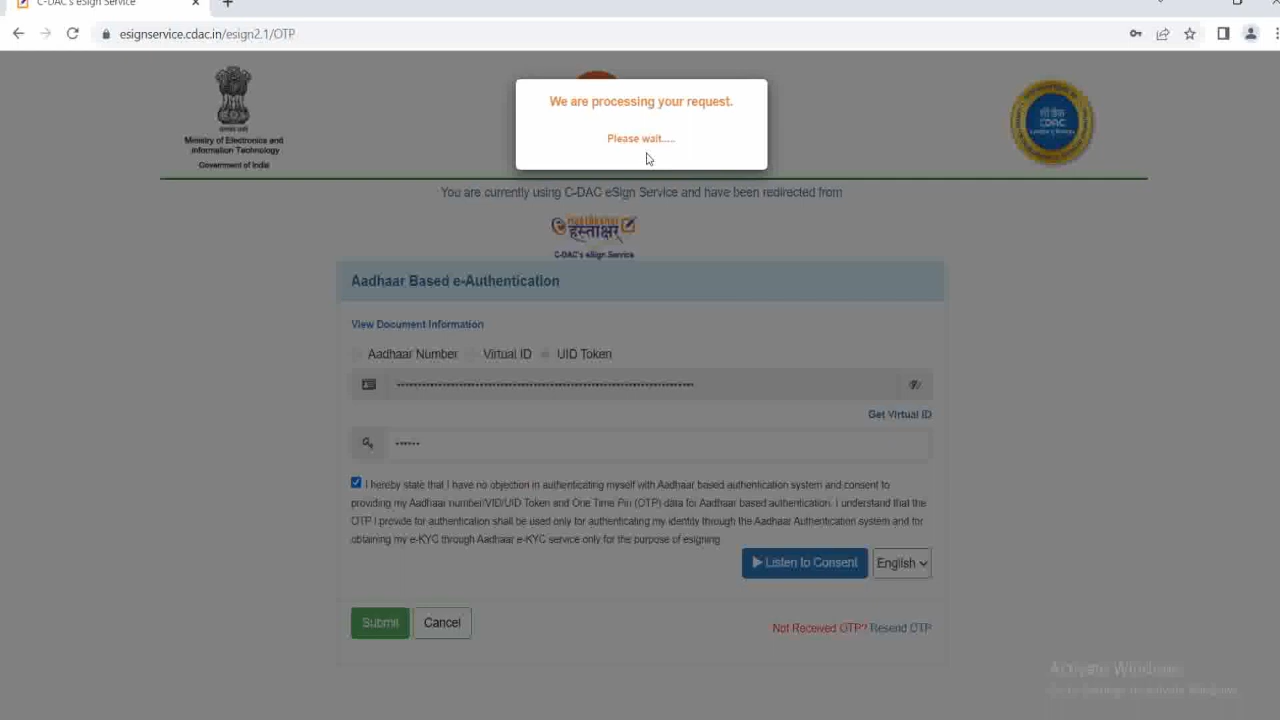 C-DAC's eSign Service
esignservice.cdac.in/esign2.1/OTP
We are processing your request.
Please wait....
Ministry of Electronics and
Information Technology
Government of India
सी डैक
CDAC
You are currently using C-DAC eSign Service and have been redirected from
हस्ताक्षर
C-DAC's eSign Service
Aadhaar Based e-Authentication
View Document Information
Aadhaar Number Virtual ID UID Token
Get Virtual ID
I hereby state that I have no objection in authenticating myself with Aadhaar based authentication system and consent to
providing my Aadhaar number/VID/UID Token and One Time Pin (OTP) data for Aadhaar based authentication. I understand that the
OTP I provide for authentication shall be used only for authenticating my identity through the Aadhaar Authentication system and for
obtaining my e-KYC through Aadhaar e-KYC service only for the purpose of esigning
Listen to Consent English
Submit Cancel
Not Received OTP? Resend OTP
Activate Windows
Go to Settings to activate Windows.